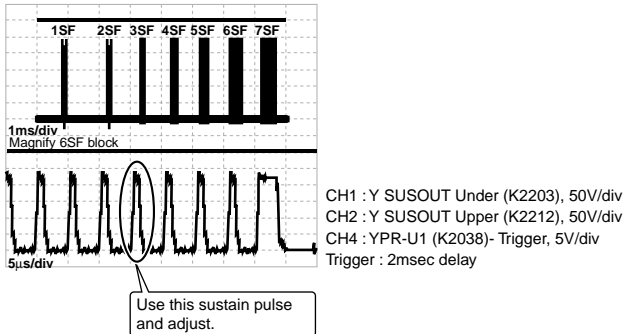 1SF 2SF 3SF 4SF 5SF 6SF 7SF
1ms/div
Magnify 6SF block
5μs/div
CH1 : Y SUSOUT Under (K2203), 50V/div
CH2 : Y SUSOUT Upper (K2212), 50V/div
CH4 : YPR-U1 (K2038)- Trigger, 5V/div
Trigger : 2msec delay
Use this sustain pulse
and adjust.